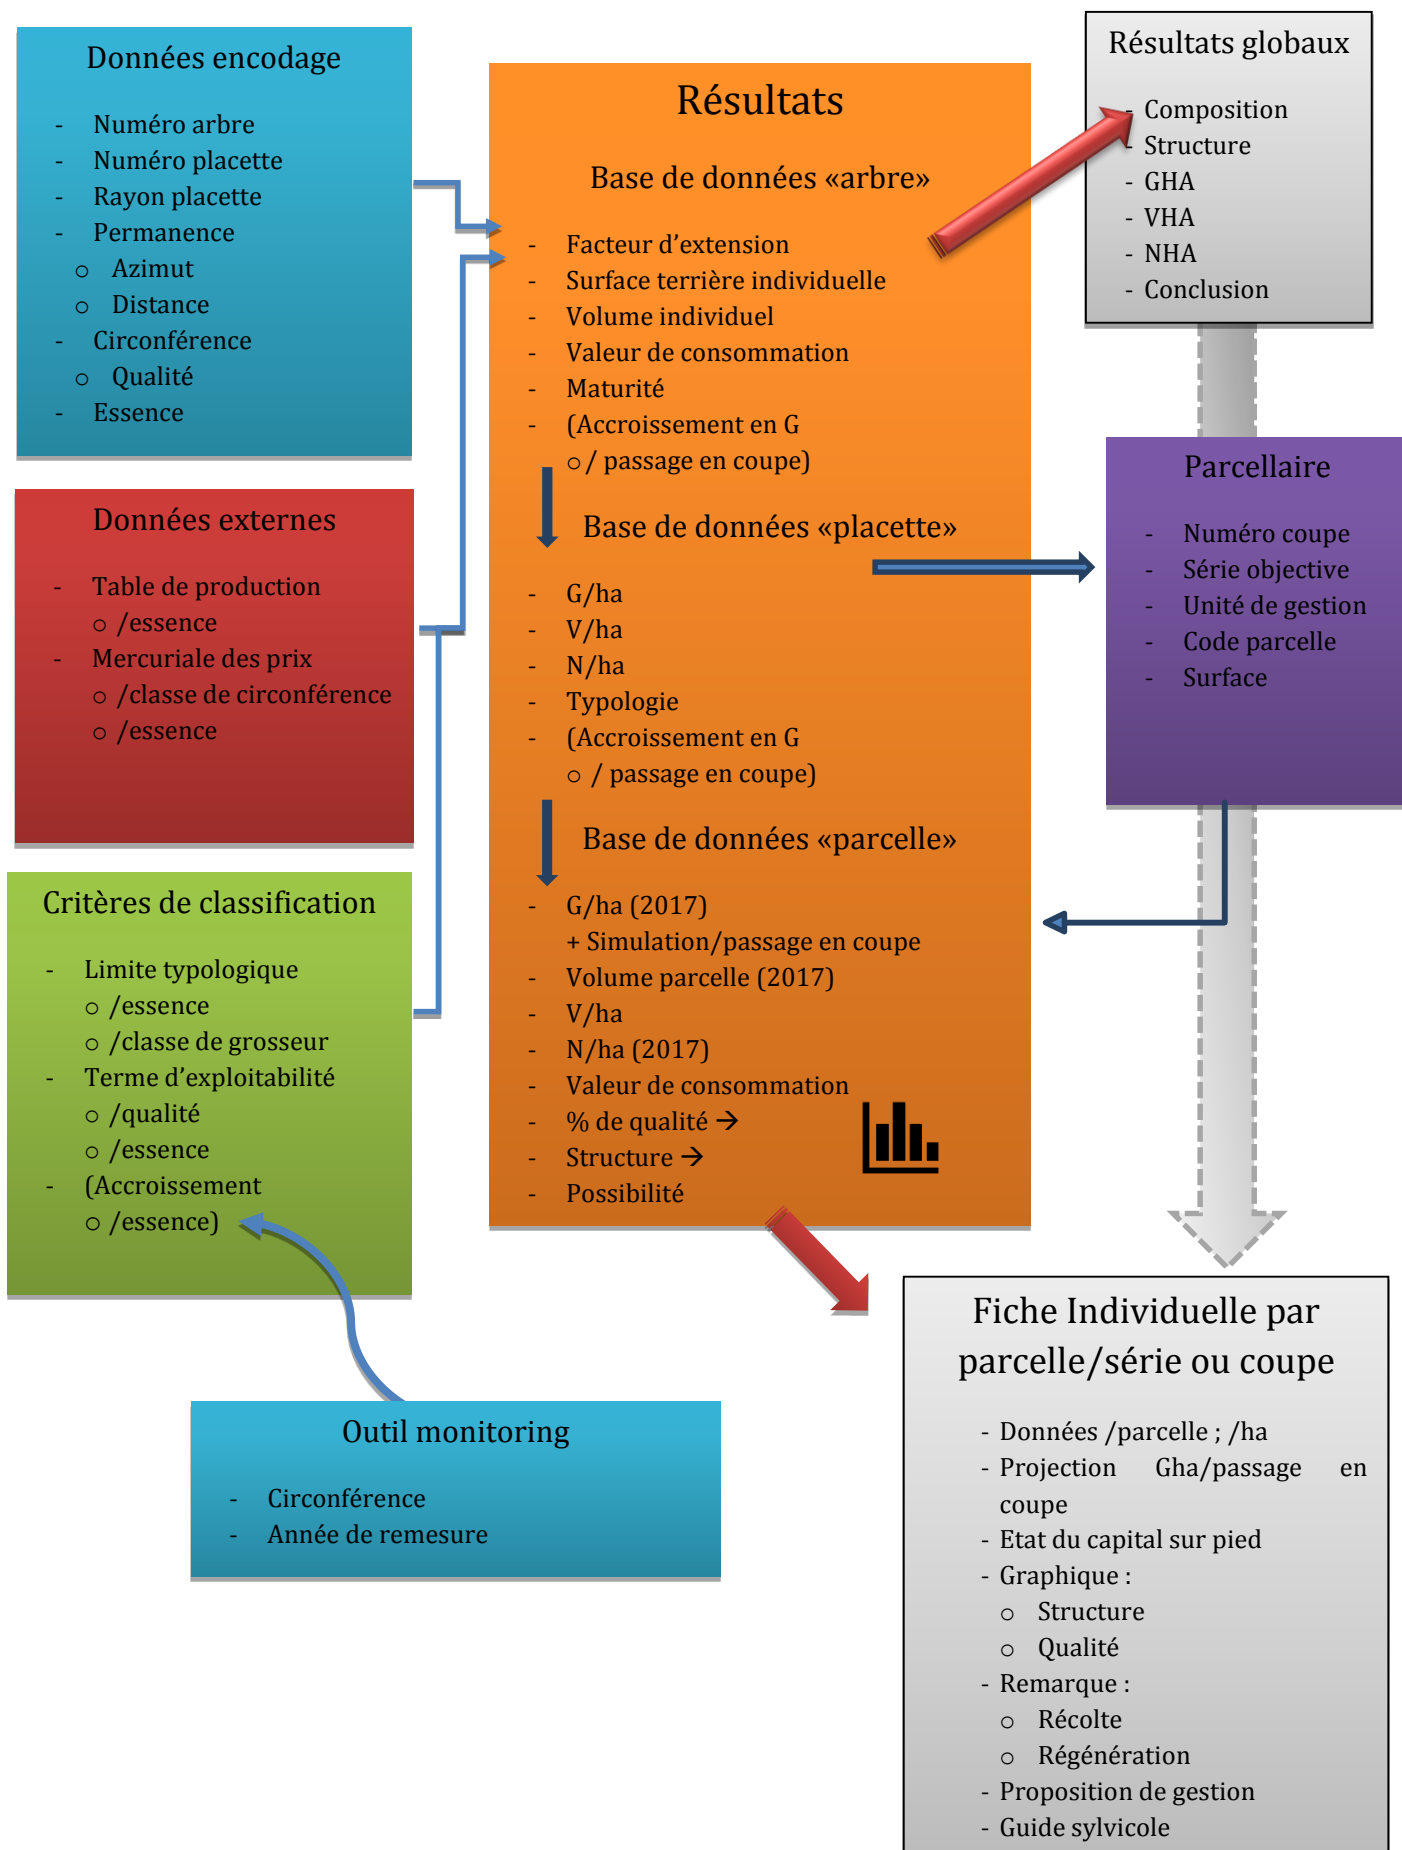 Données encodage
- Numéro arbre
- Numéro placette
- Rayon placette
- Permanence
o Azimut
o Distance
- Circonférence
o Qualité
- Essence
Données externes
- Table de production
o /essence
- Mercuriale des prix
o /classe de circonférence
o /essence
Critères de classification
- Limite typologique
o /essence
o /classe de grosseur
- Terme d’exploitabilité
o /qualité
o /essence
- (Accroissement
o /essence)
Outil monitoring
- Circonférence
- Année de remesure
Résultats
Base de données «arbre»
- Facteur d’extension
- Surface terrière individuelle
- Volume individuel
- Valeur de consommation
- Maturité
- (Accroissement en G
o / passage en coupe)
Base de données «placette»
- G/ha
- V/ha
- N/ha
- Typologie
- (Accroissement en G
o / passage en coupe)
Base de données «parcelle»
- G/ha (2017)
+ Simulation/passage en coupe
- Volume parcelle (2017)
- V/ha
- N/ha (2017)
- Valeur de consommation
- % de qualité →
- Structure →
- Possibilité
Résultats globaux
- Composition
- Structure
- GHA
- VHA
- NHA
- Conclusion
Parcellaire
- Numéro coupe
- Série objective
- Unité de gestion
- Code parcelle
- Surface
Fiche Individuelle par
parcelle/série ou coupe
- Données /parcelle ; /ha
- Projection Gha/passage en
coupe
- Etat du capital sur pied
- Graphique :
o Structure
o Qualité
- Remarque :
o Récolte
o Régénération
- Proposition de gestion
- Guide sylvicole